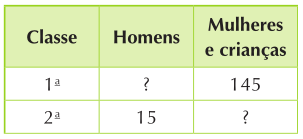 Classe Homens Mulheres e crianças
1ª ? 145
2ª 15 ?